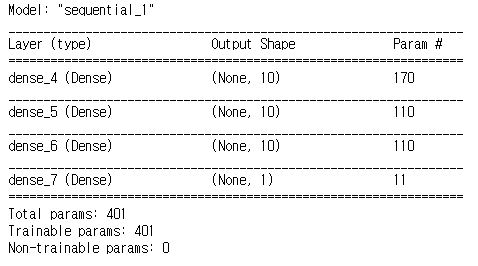 Model: "sequential_1"
_________________________________________________________________
Layer (type)                 Output Shape              Param #
=================================================================
dense_4 (Dense)              (None, 10)                170
_________________________________________________________________
dense_5 (Dense)              (None, 10)                110
_________________________________________________________________
dense_6 (Dense)              (None, 10)                110
_________________________________________________________________
dense_7 (Dense)              (None, 1)                 11
=================================================================
Total params: 401
Trainable params: 401
Non-trainable params: 0